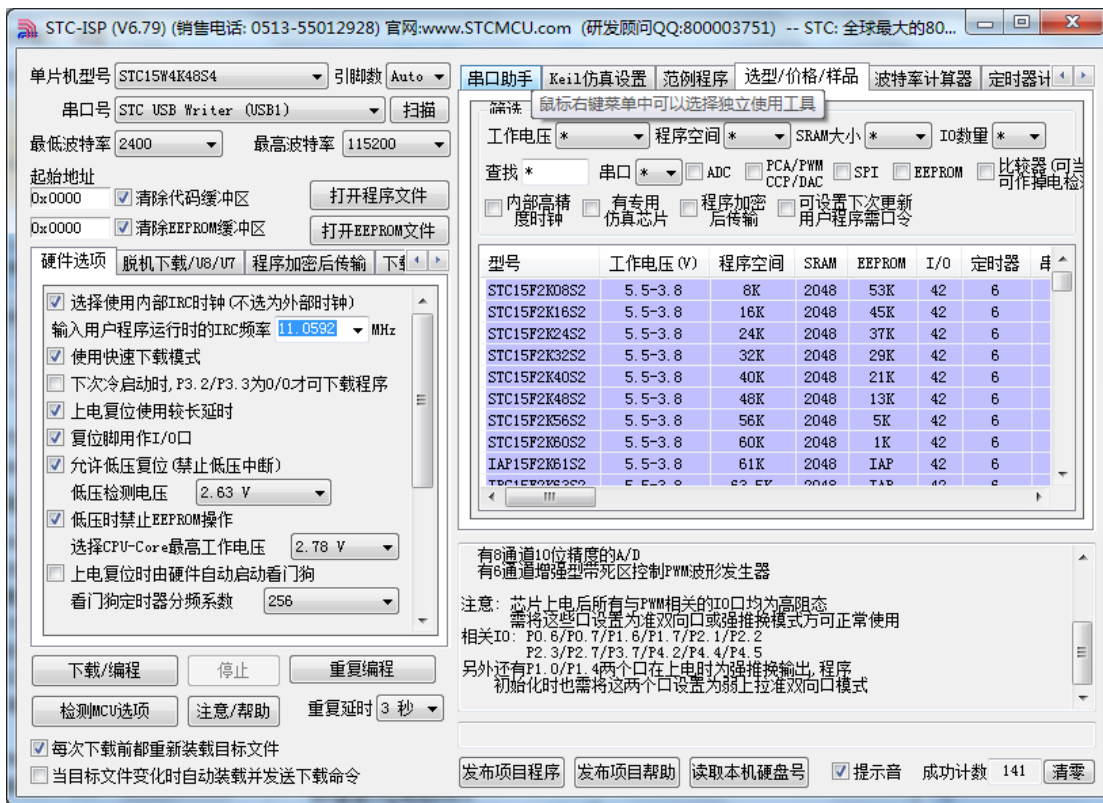 STC-ISP (V6.79) (销售电话: 0513-55012928) 官网:www.STCMCU.com (研发顾问QQ:800003751) -- STC: 全球最大的80...
单片机型号 STC15W4K48S4 引脚数 Auto
串口号 STC USB Writer (USB1) 扫描
最低波特率 2400 最高波特率 115200
起始地址
0x0000 清除代码缓冲区 打开程序文件
0x0000 清除EEPROM缓冲区 打开EEPROM文件
硬件选项 脱机下载/U8/U7 程序加密后传输
选择使用内部IRC时钟(不选为外部时钟)
输入用户程序运行时的IRC频率 11.0592 MHz
使用快速下载模式
下次冷启动时,P3.2/P3.3为0/0才可下载程序
上电复位使用较长延时
复位脚用作I/O口
允许低压复位(禁止低压中断)
低压检测电压 2.63 V
低压时禁止EEPROM操作
选择CPU-Core最高工作电压 2.78 V
上电复位时由硬件自动启动看门狗
看门狗定时器分频系数 256
下载/编程 停止 重复编程
检测MCU选项 注意/帮助 重复延时 3 秒
每次下载前都重新装载目标文件
当目标文件变化时自动装载并发送下载命令
串口助手 Keil仿真设置 范例程序 选型/价格/样品 波特率计算器 定时器计
筛选 鼠标右键菜单中可以选择独立使用工具
工作电压 * 程序空间 * SRAM大小 * IO数量 *
查找 * 串口 * ADC PCA/PWM CCP/DAC SPI EEPROM 比较器(可当 可作掉电检
内部高精度时钟 有专用仿真芯片 程序加密后传输 可设置下次更新用户程序需口令
型号 工作电压(V) 程序空间 SRAM EEPROM I/O 定时器
STC15F2K08S2 5.5-3.8 8K 2048 53K 42 6
STC15F2K16S2 5.5-3.8 16K 2048 45K 42 6
STC15F2K24S2 5.5-3.8 24K 2048 37K 42 6
STC15F2K32S2 5.5-3.8 32K 2048 29K 42 6
STC15F2K40S2 5.5-3.8 40K 2048 21K 42 6
STC15F2K48S2 5.5-3.8 48K 2048 13K 42 6
STC15F2K56S2 5.5-3.8 56K 2048 5K 42 6
STC15F2K60S2 5.5-3.8 60K 2048 1K 42 6
IAP15F2K61S2 5.5-3.8 61K 2048 IAP 42 6
有8通道10位精度的A/D
有6通道增强型带死区控制PWM波形发生器
注意: 芯片上电后所有与PWM相关的IO口均为高阻态
需将这些口设置为准双向口或强推挽模式方可正常使用
相关IO: P0.6/P0.7/P1.6/P1.7/P2.1/P2.2
P2.3/P2.7/P3.7/P4.2/P4.4/P4.5
另外还有P1.0/P1.4两个口在上电时为强推挽输出,程序
初始化时也需将这两个口设置为弱上拉准双向口模式
发布项目程序 发布项目帮助 读取本机硬盘号 提示音 成功计数 141 清零